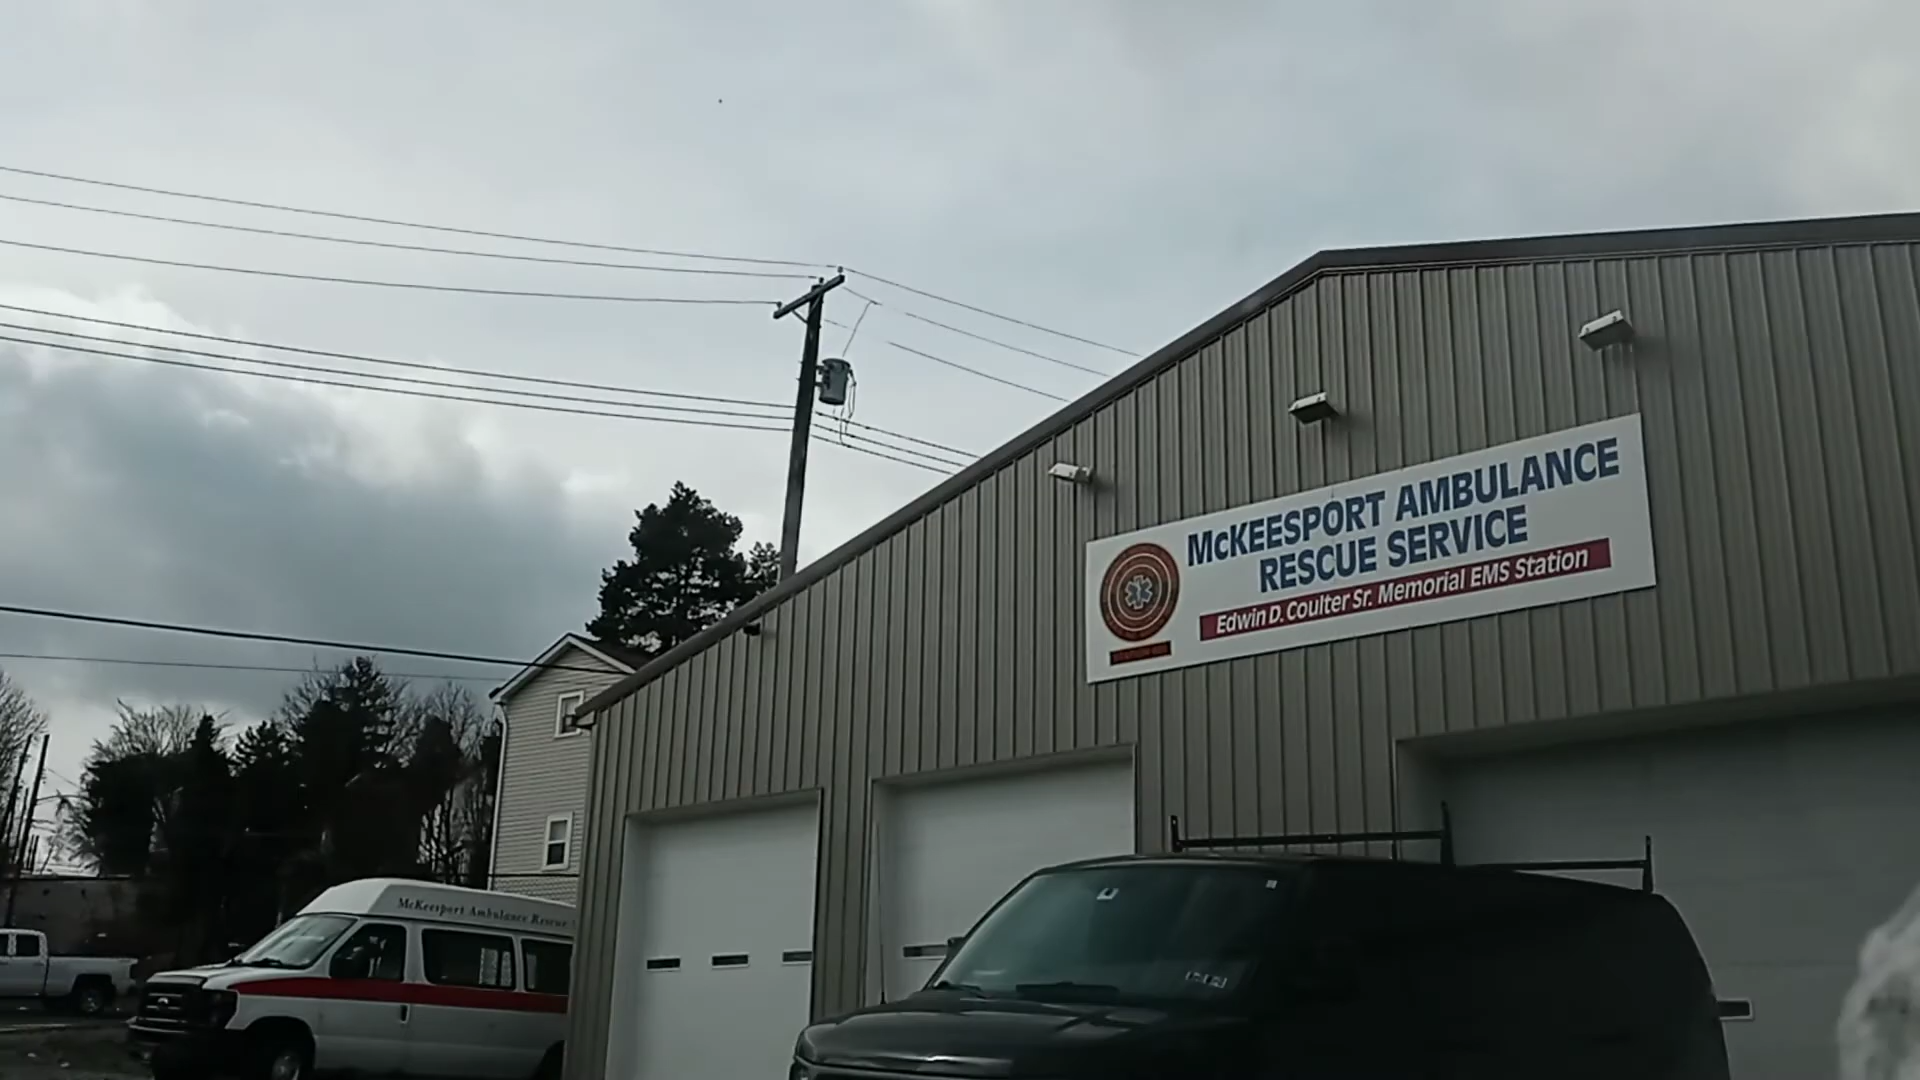 McKEESPORT AMBULANCE
RESCUE SERVICE
Edwin D. Coulter Sr. Memorial EMS Station
McKeesport Ambulance Rescue